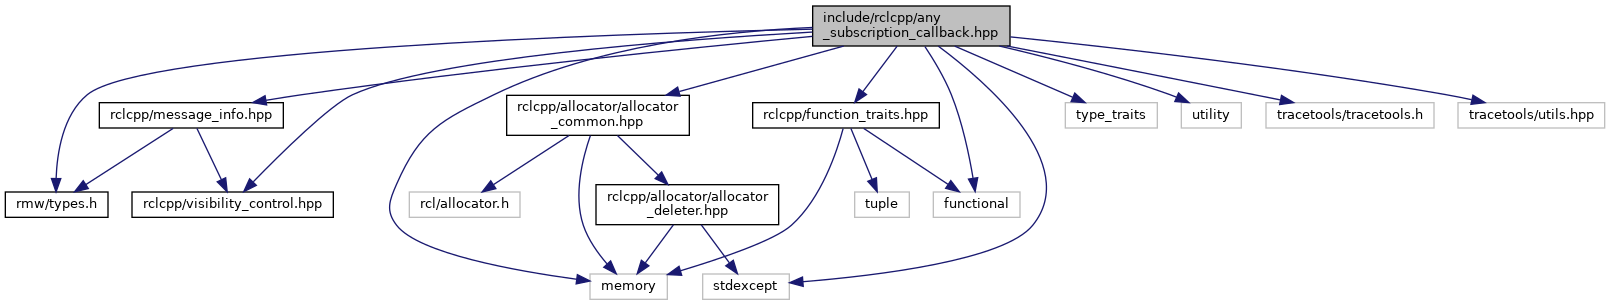 include/rclcpp/any
_subscription_callback.hpp
rclcpp/message_info.hpp
rclcpp/allocator/allocator
_common.hpp
rclcpp/function_traits.hpp
type_traits
utility
tracetools/tracetools.h
tracetools/utils.hpp
rmw/types.h
rclcpp/visibility_control.hpp
rcl/allocator.h
rclcpp/allocator/allocator
_deleter.hpp
tuple
functional
memory
stdexcept